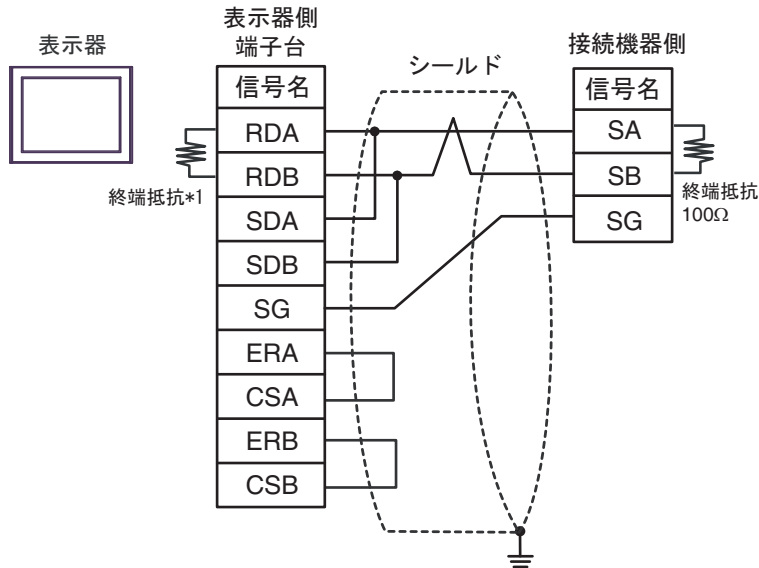 表示器
表示器側
端子台
信号名
RDA
RDB
SDA
SDB
SG
ERA
CSA
ERB
CSB
終端抵抗*1
シールド
接続機器側
信号名
SA
SB
SG
終端抵抗
100Ω